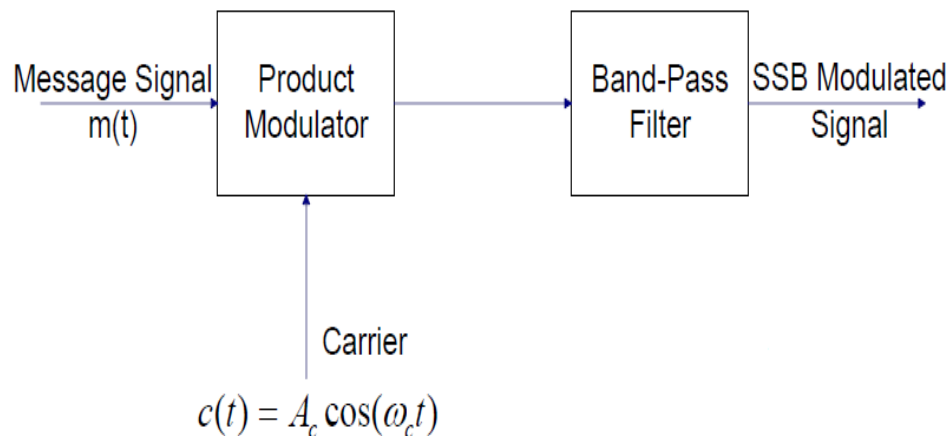 Message Signal
m(t)
Product
Modulator
Band-Pass
Filter
SSB Modulated
Signal
Carrier
c(t) = A_c cos(ω_c t)